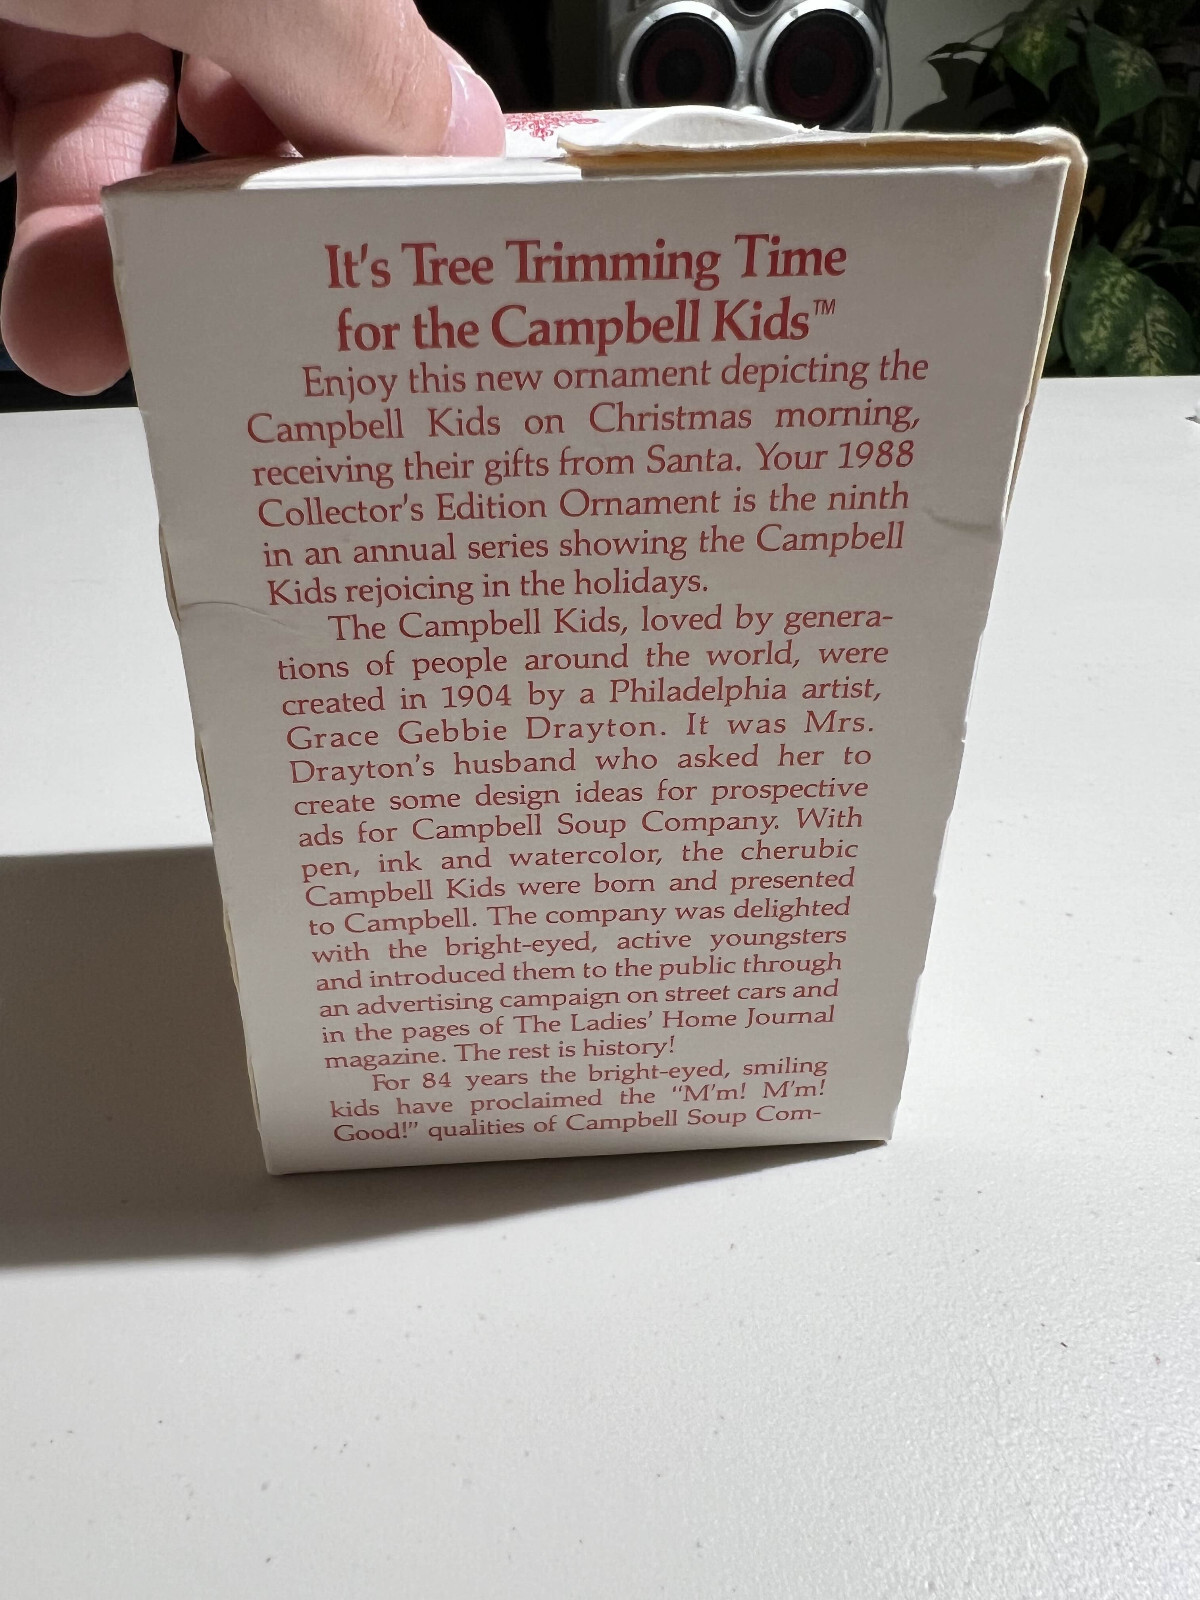 It's Tree Trimming Time
for the Campbell Kids™
Enjoy this new ornament depicting the
Campbell Kids on Christmas morning,
receiving their gifts from Santa. Your 1988
Collector's Edition Ornament is the ninth
in an annual series showing the Campbell
Kids rejoicing in the holidays.
The Campbell Kids, loved by genera-
tions of people around the world, were
created in 1904 by a Philadelphia artist,
Grace Gebbie Drayton. It was Mrs.
Drayton's husband who asked her to
create some design ideas for prospective
ads for Campbell Soup Company. With
pen, ink and watercolor, the cherubic
Campbell Kids were born and presented
to Campbell. The company was delighted
with the bright-eyed, active youngsters
and introduced them to the public through
an advertising campaign on street cars and
in the pages of The Ladies' Home Journal
magazine. The rest is history!
For 84 years the bright-eyed, smiling
kids have proclaimed the "M'm! M'm!
Good!" qualities of Campbell Soup Com-